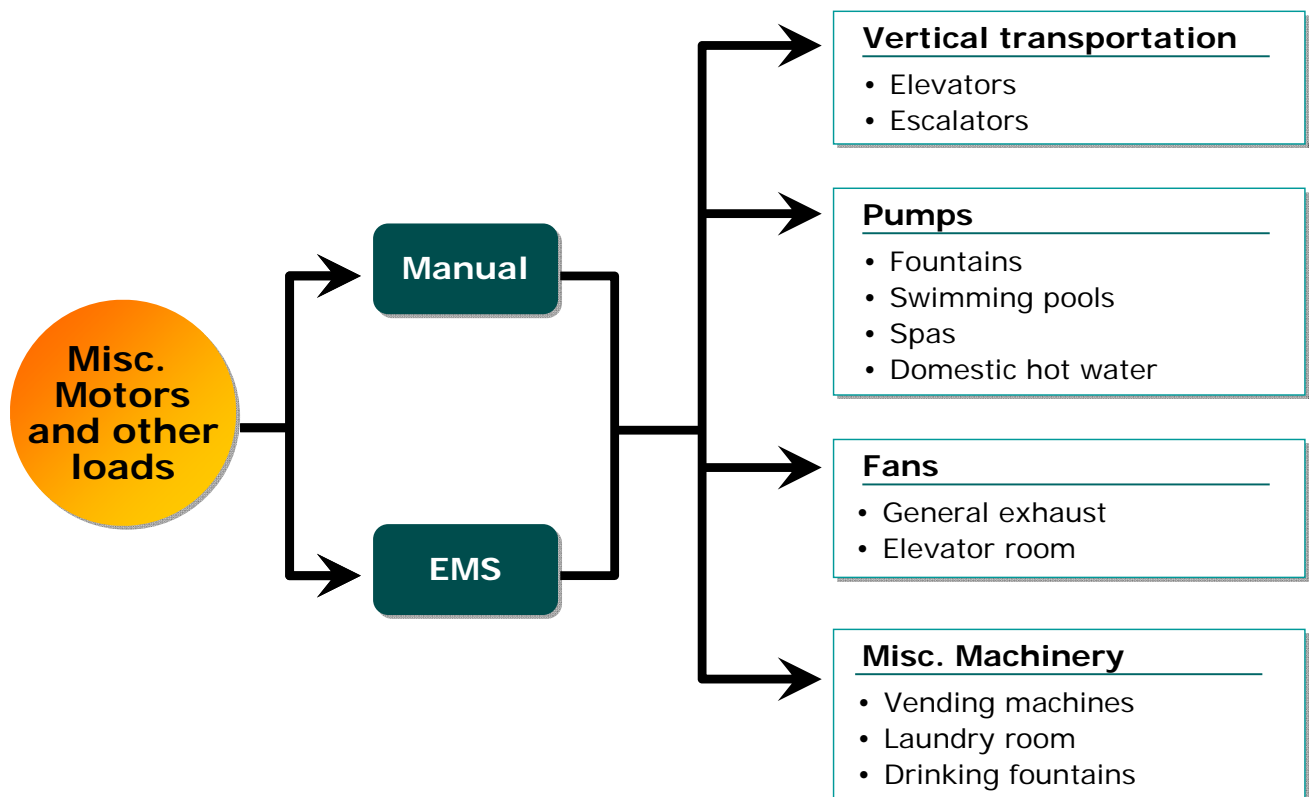 Misc.
Motors
and other
loads
Manual
EMS
Vertical transportation
• Elevators
• Escalators
Pumps
• Fountains
• Swimming pools
• Spas
• Domestic hot water
Fans
• General exhaust
• Elevator room
Misc. Machinery
• Vending machines
• Laundry room
• Drinking fountains